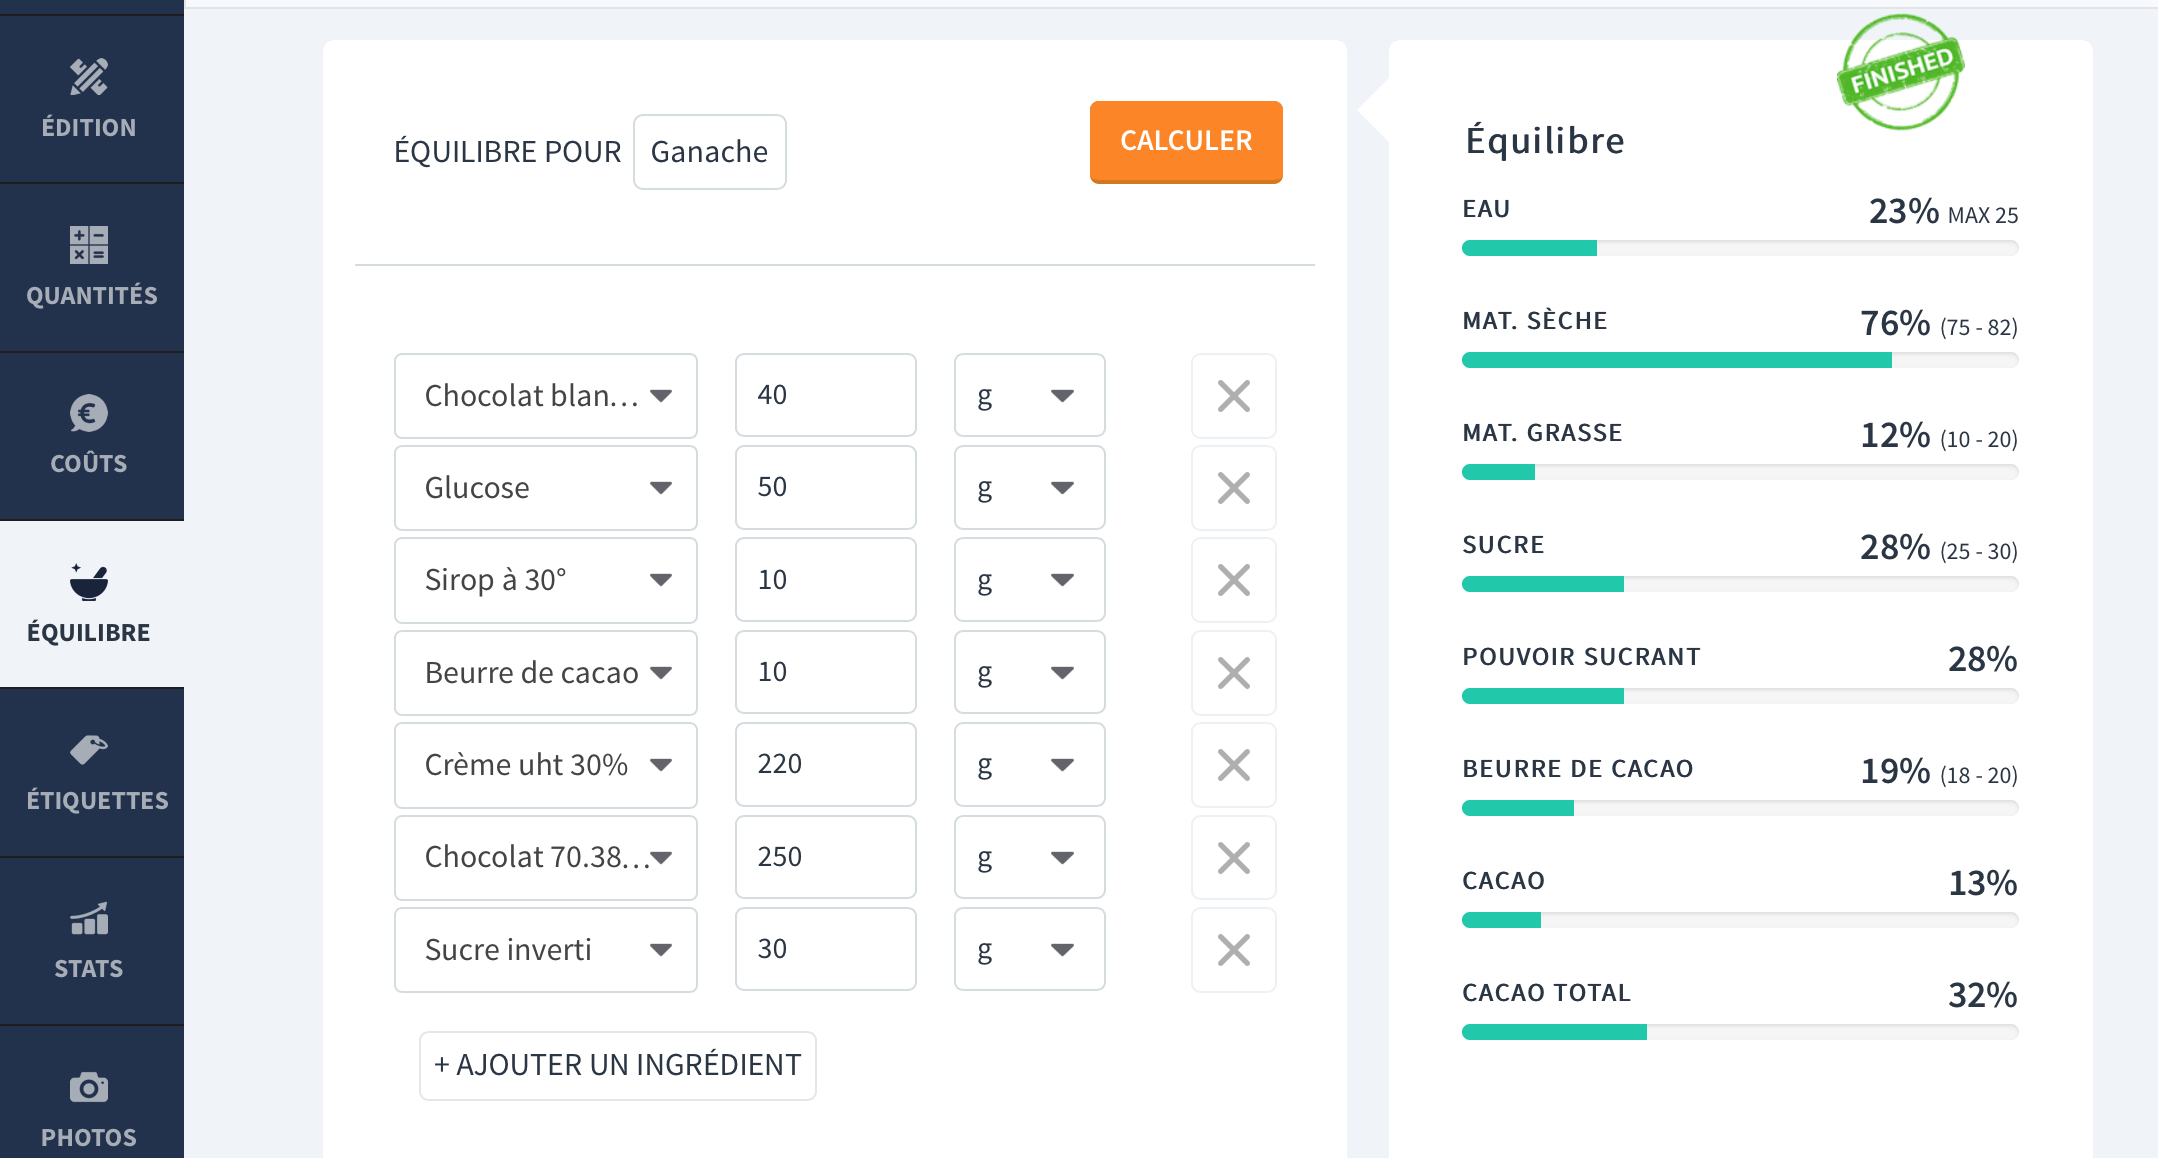 ÉDITION
QUANTITÉS
COÛTS
ÉQUILIBRE
ÉTIQUETTES
STATS
PHOTOS
ÉQUILIBRE POUR Ganache
CALCULER
Chocolat blan... 40 g
Glucose 50 g
Sirop à 30° 10 g
Beurre de cacao 10 g
Crème uht 30% 220 g
Chocolat 70.38... 250 g
Sucre inverti 30 g
+ AJOUTER UN INGRÉDIENT
FINISHED
Équilibre
EAU 23% MAX 25
MAT. SÈCHE 76% (75 - 82)
MAT. GRASSE 12% (10 - 20)
SUCRE 28% (25 - 30)
POUVOIR SUCRANT 28%
BEURRE DE CACAO 19% (18 - 20)
CACAO 13%
CACAO TOTAL 32%